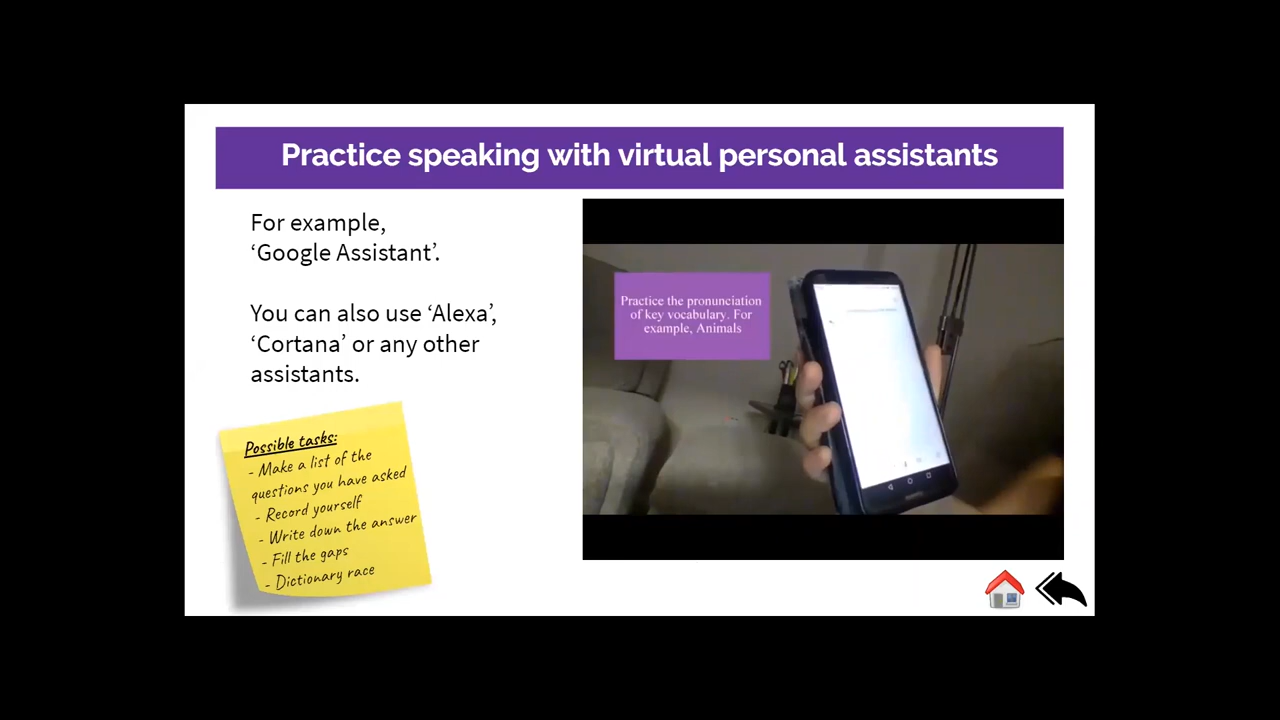 Practice speaking with virtual personal assistants
For example,
‘Google Assistant’.
You can also use ‘Alexa’,
‘Cortana’ or any other
assistants.
Possible tasks:
- Make a list of the
questions you have asked
- Record yourself
- Write down the answer
- Fill the gaps
- Dictionary race
Practice the pronunciation
of key vocabulary. For
example, Animals